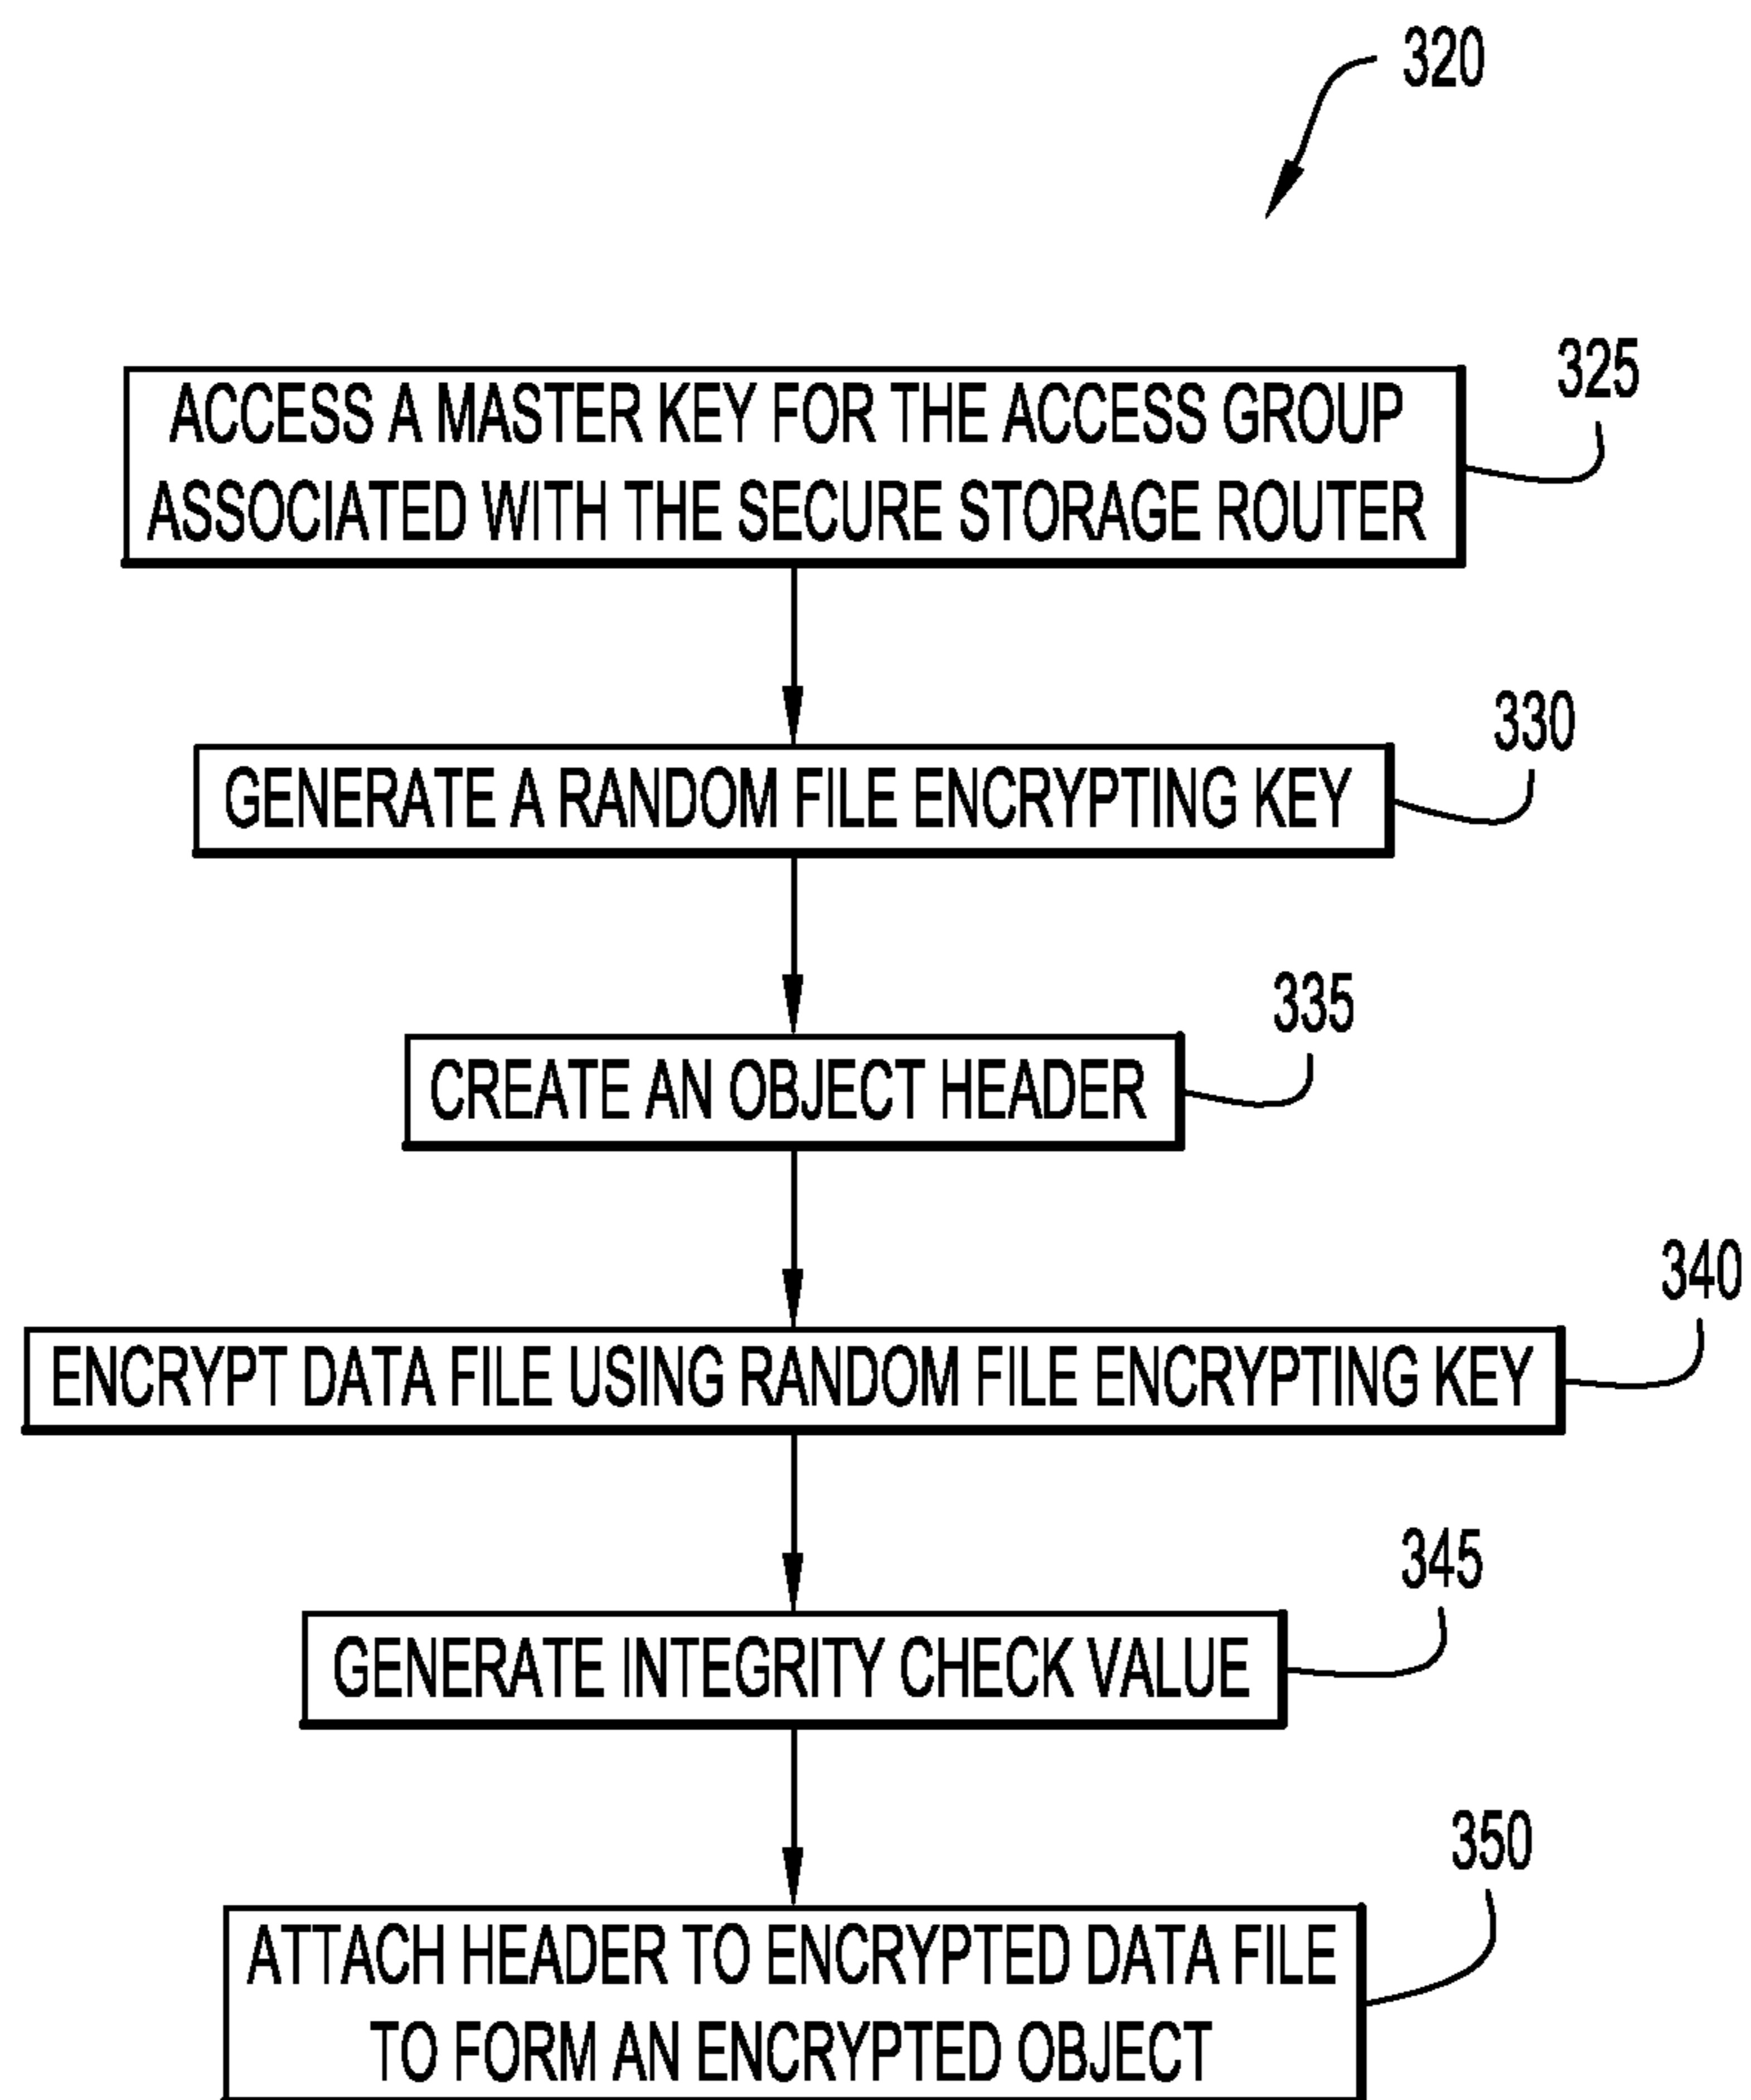 320
325
ACCESS A MASTER KEY FOR THE ACCESS GROUP
ASSOCIATED WITH THE SECURE STORAGE ROUTER
330
GENERATE A RANDOM FILE ENCRYPTING KEY
335
CREATE AN OBJECT HEADER
340
ENCRYPT DATA FILE USING RANDOM FILE ENCRYPTING KEY
345
GENERATE INTEGRITY CHECK VALUE
350
ATTACH HEADER TO ENCRYPTED DATA FILE
TO FORM AN ENCRYPTED OBJECT